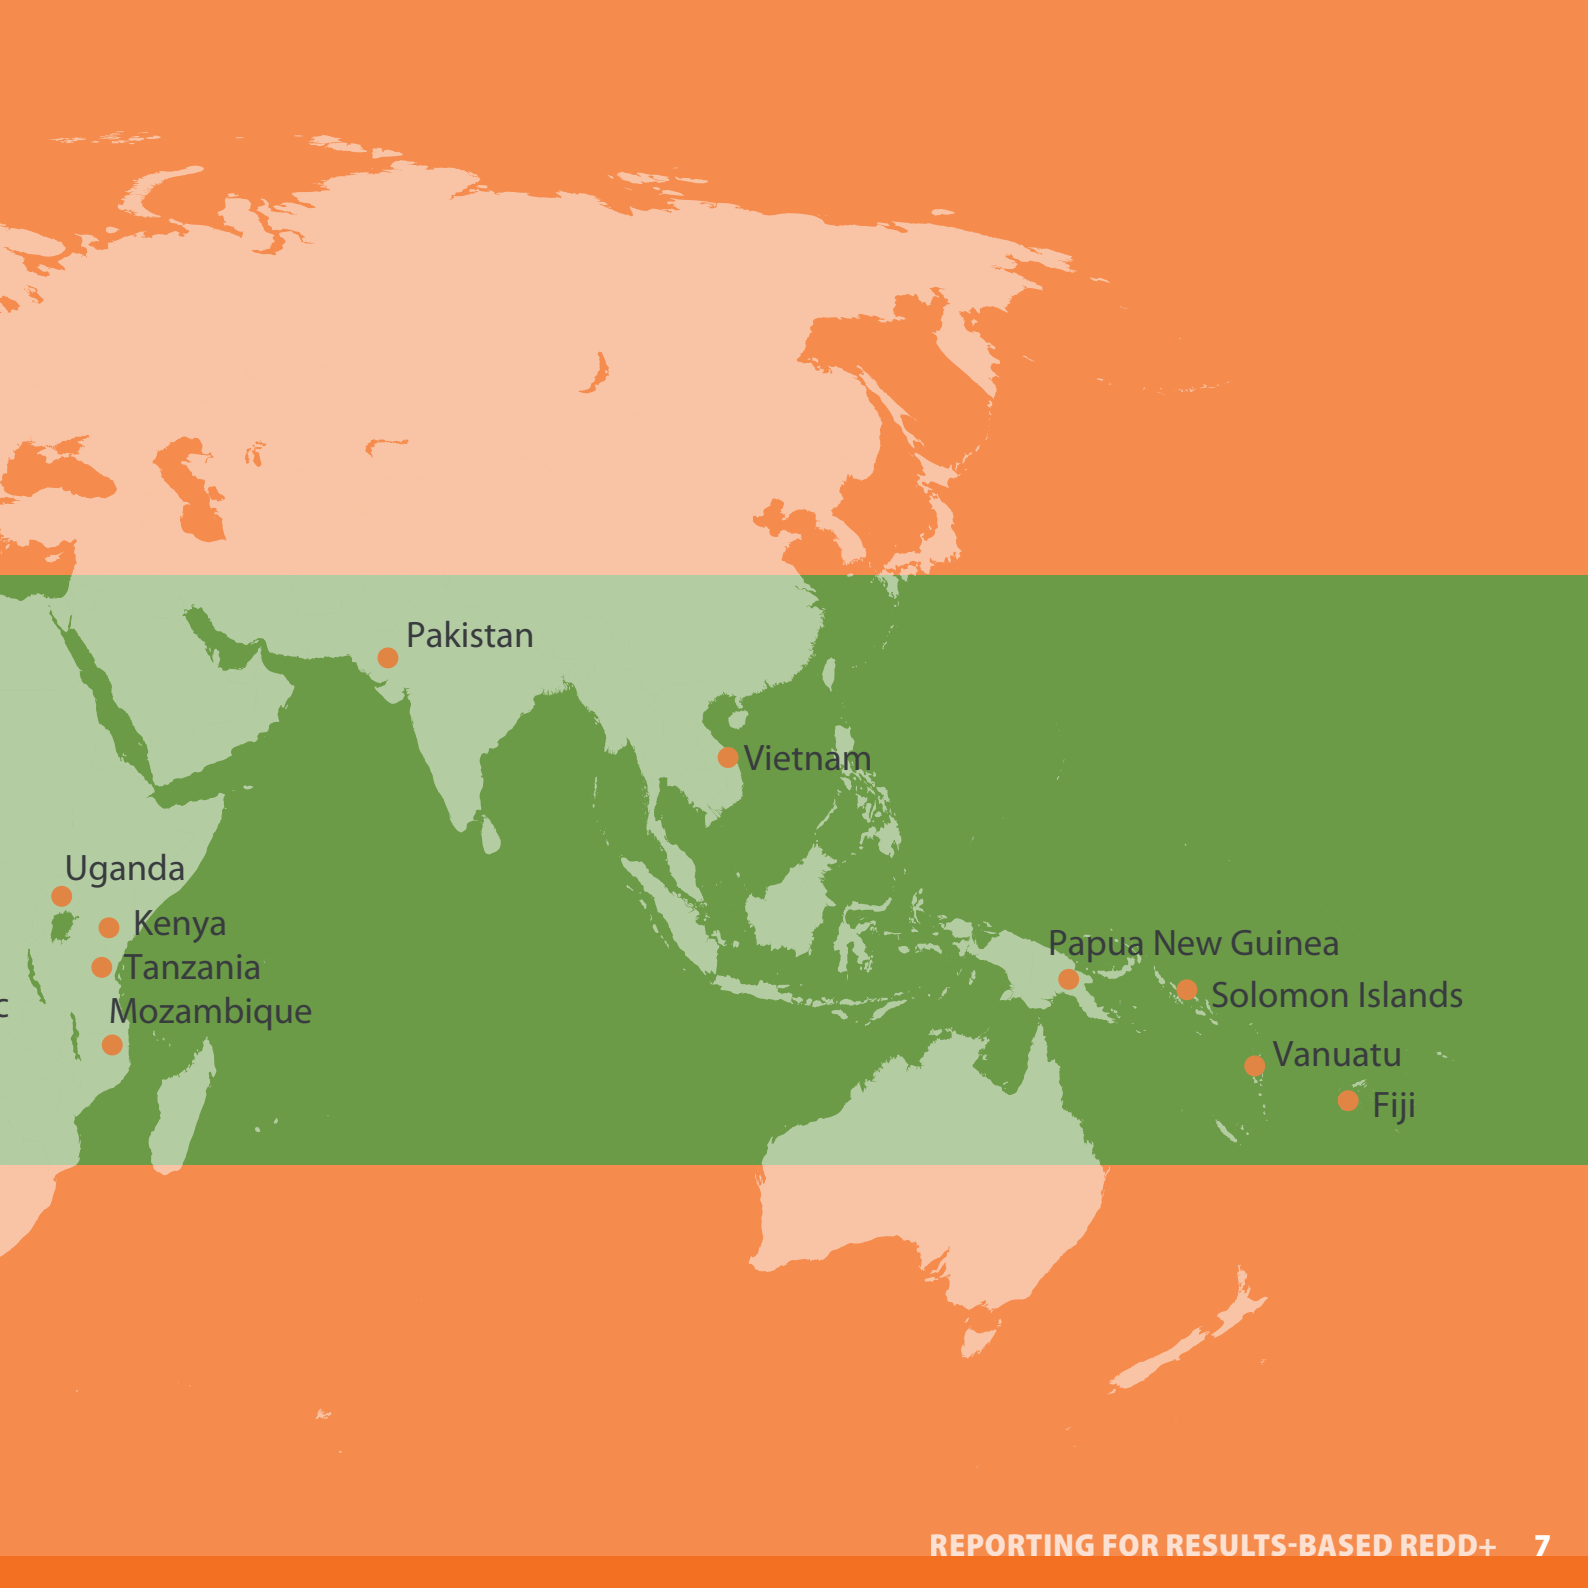 Pakistan
Vietnam
Uganda
Kenya
Tanzania
Mozambique
c
Papua New Guinea
Solomon Islands
Vanuatu
Fiji
REPORTING FOR RESULTS-BASED REDD+ 7